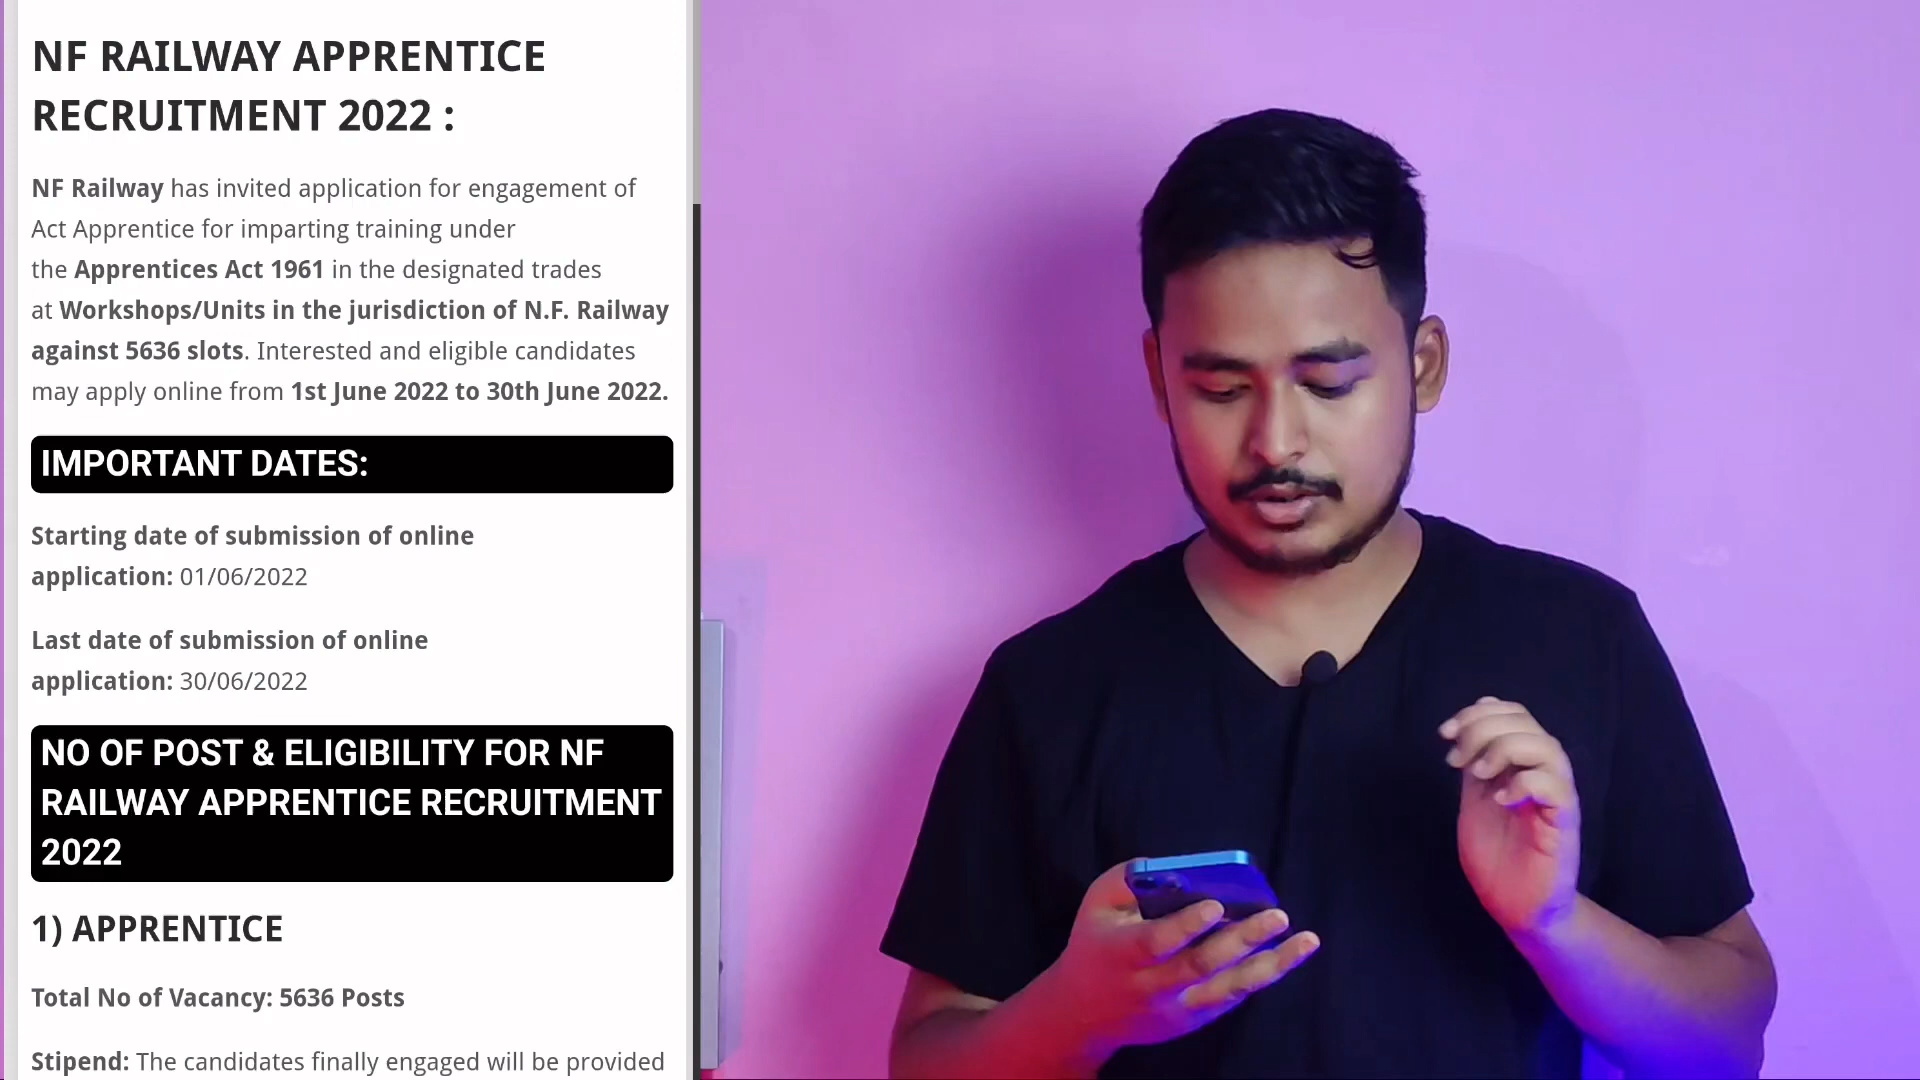 NF RAILWAY APPRENTICE
RECRUITMENT 2022 :
NF Railway has invited application for engagement of
Act Apprentice for imparting training under
the Apprentices Act 1961 in the designated trades
at Workshops/Units in the jurisdiction of N.F. Railway
against 5636 slots. Interested and eligible candidates
may apply online from 1st June 2022 to 30th June 2022.
IMPORTANT DATES:
Starting date of submission of online
application: 01/06/2022
Last date of submission of online
application: 30/06/2022
NO OF POST & ELIGIBILITY FOR NF
RAILWAY APPRENTICE RECRUITMENT
2022
1) APPRENTICE
Total No of Vacancy: 5636 Posts
Stipend: The candidates finally engaged will be provided